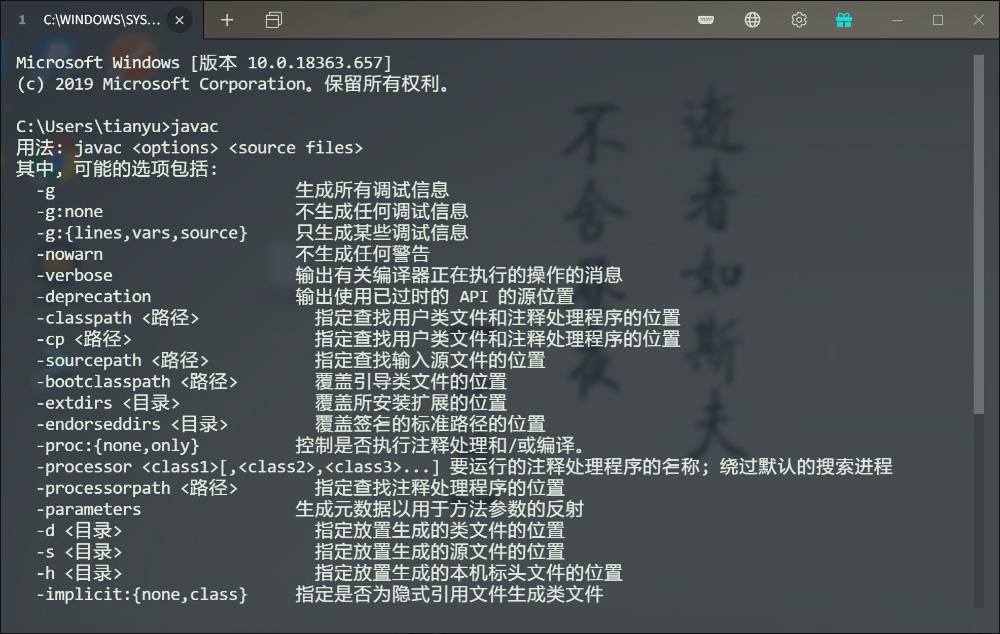 1 C:\WINDOWS\SYS...
Microsoft Windows [版本 10.0.18363.657]
(c) 2019 Microsoft Corporation。保留所有权利。
C:\Users\tianyu>javac
用法: javac <options> <source files>
其中, 可能的选项包括:
-g 生成所有调试信息
-g:none 不生成任何调试信息
-g:{lines,vars,source} 只生成某些调试信息
-nowarn 不生成任何警告
-verbose 输出有关编译器正在执行的操作的消息
-deprecation 输出使用已过时的 API 的源位置
-classpath <路径> 指定查找用户类文件和注释处理程序的位置
-cp <路径> 指定查找用户类文件和注释处理程序的位置
-sourcepath <路径> 指定查找输入源文件的位置
-bootclasspath <路径> 覆盖引导类文件的位置
-extdirs <目录> 覆盖所安装扩展的位置
-endorseddirs <目录> 覆盖签名的标准路径的位置
-proc:{none,only} 控制是否执行注释处理和/或编译。
-processor <class1>[,<class2>,<class3>...] 要运行的注释处理程序的名称; 绕过默认的搜索进程
-processorpath <路径> 指定查找注释处理程序的位置
-parameters 生成元数据以用于方法参数的反射
-d <目录> 指定放置生成的类文件的位置
-s <目录> 指定放置生成的源文件的位置
-h <目录> 指定放置生成的本机标头文件的位置
-implicit:{none,class} 指定是否为隐式引用文件生成类文件
逝者如斯夫
不舍昼夜